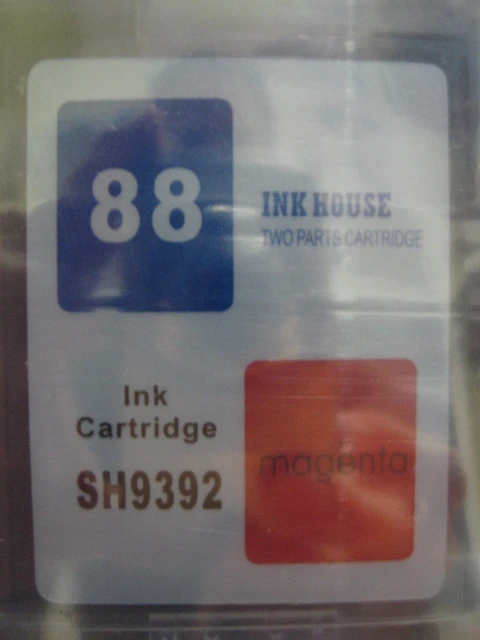 88
INK HOUSE
TWO PARTS CARTRIDGE
Ink
Cartridge
SH9392
magenta